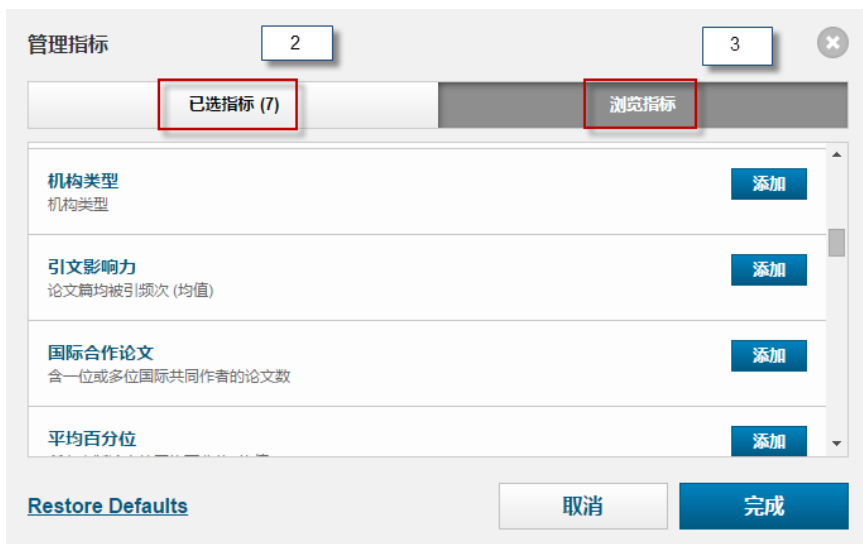 管理指标
2
3
已选指标 (7)
浏览指标
机构类型
添加
机构类型
引文影响力
添加
论文篇均被引频次 (均值)
国际合作论文
添加
含一位或多位国际共同作者的论文数
平均百分位
添加
Restore Defaults
取消
完成